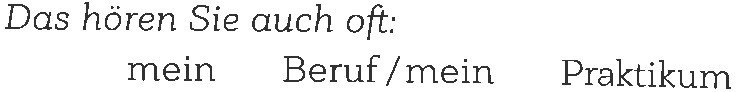 Das hören Sie auch oft:
mein Beruf/mein Praktikum